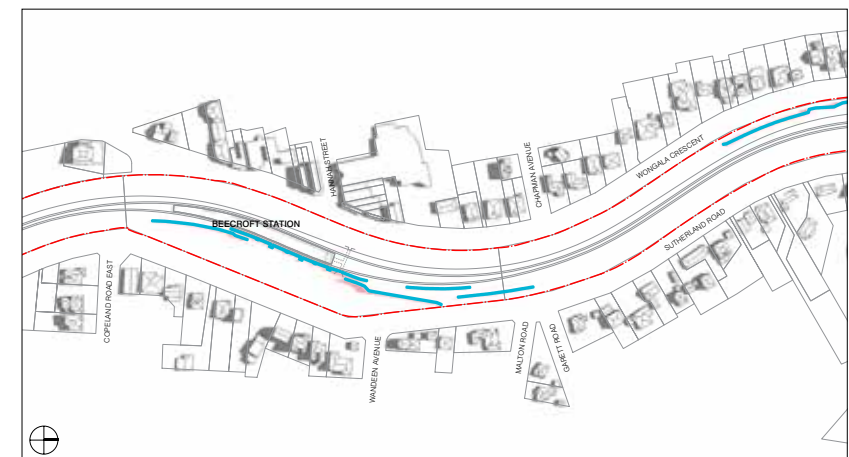 HANNAH STREET
CHAPMAN AVENUE
WONGALA CRESCENT
BEECROFT STATION
SUTHERLAND ROAD
COPELAND ROAD EAST
WANDEEN AVENUE
MALTON ROAD
GARETT ROAD